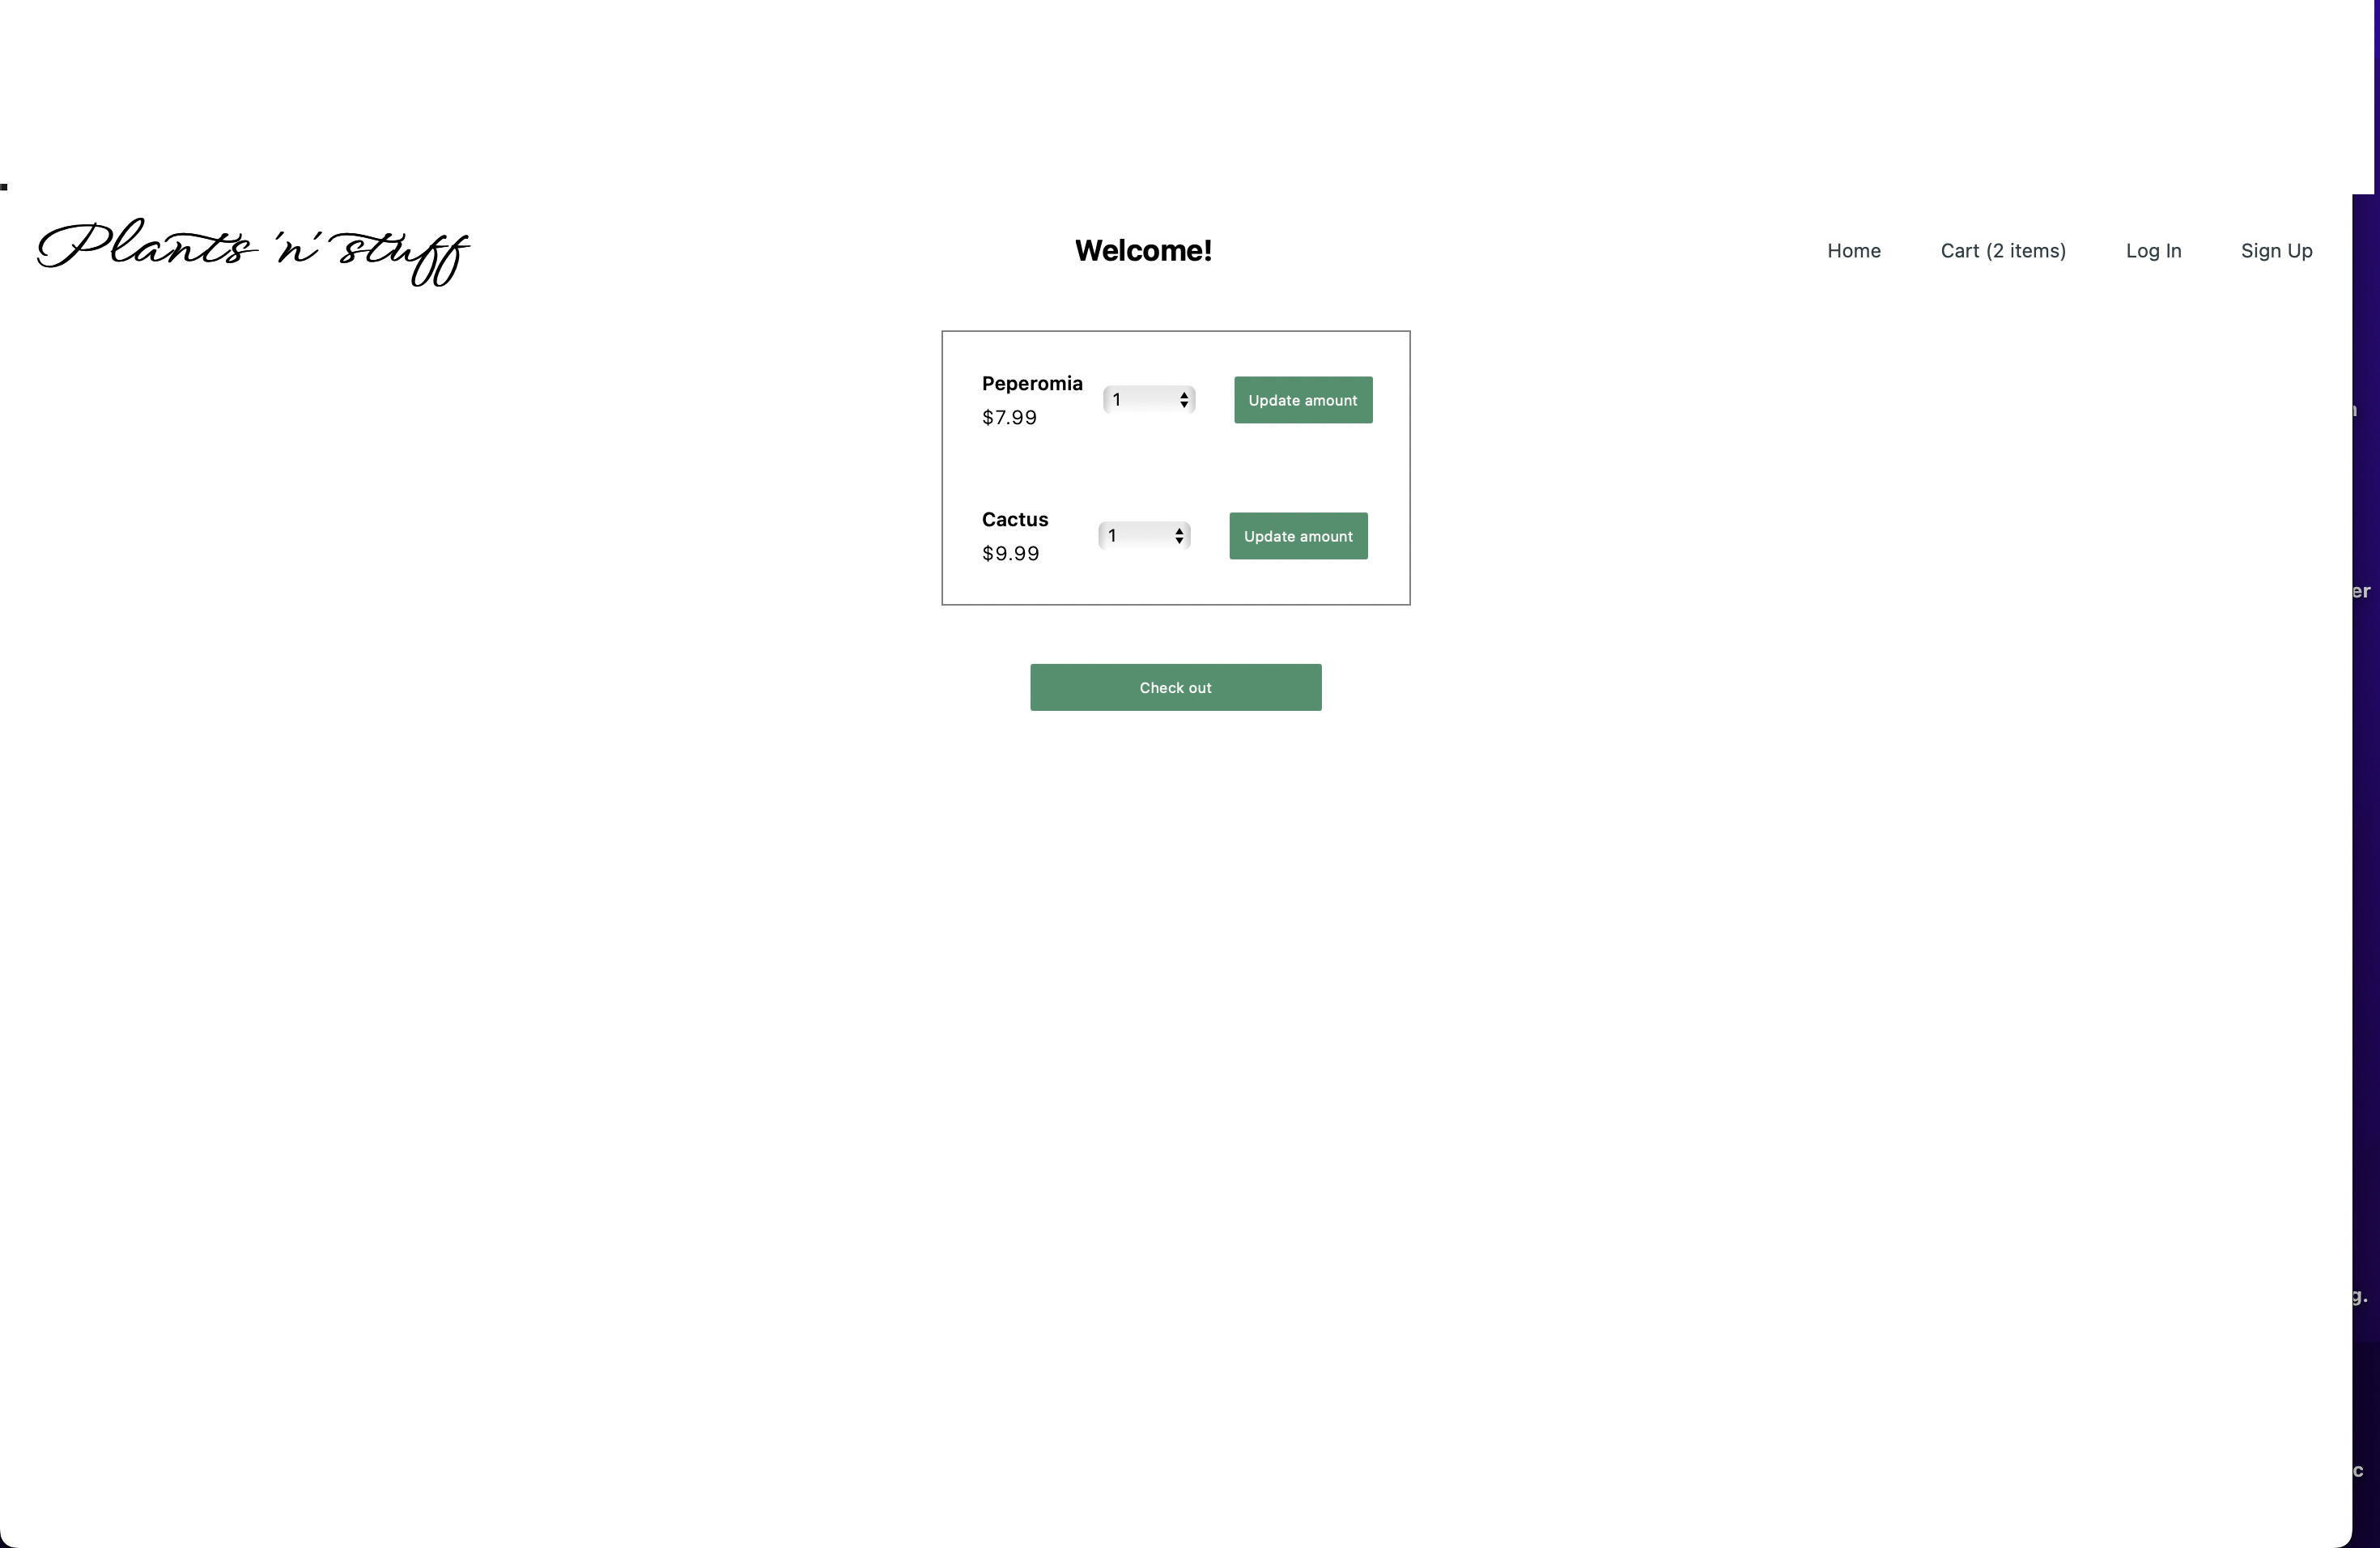 Plants 'n' stuff
Welcome!
Home Cart (2 items) Log In Sign Up
Peperomia
$7.99
1
Update amount
Cactus
$9.99
1
Update amount
Check out
er
g.
c